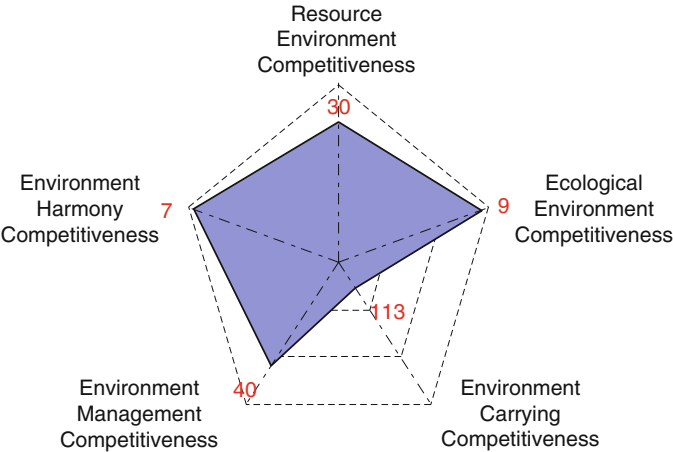 Resource
Environment
Competitiveness
30
Environment
Harmony
Competitiveness
7
9
Ecological
Environment
Competitiveness
113
40
Environment
Management
Competitiveness
Environment
Carrying
Competitiveness